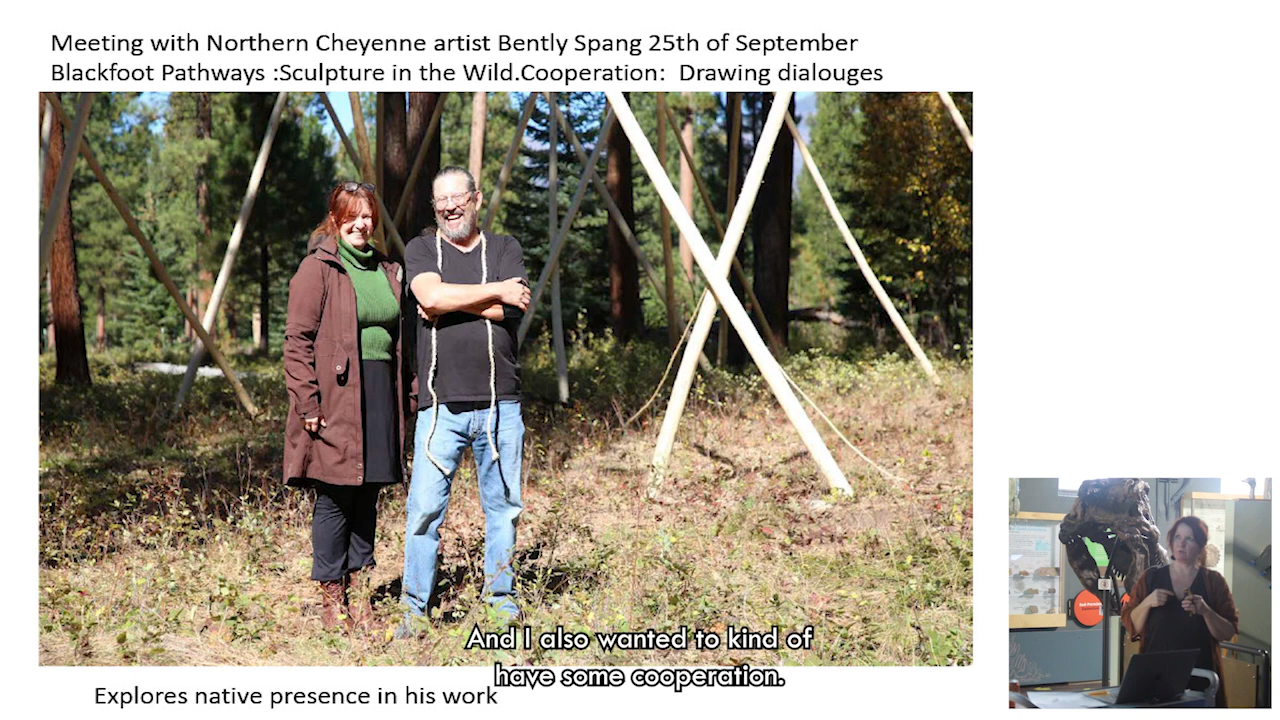 Meeting with Northern Cheyenne artist Bently Spang 25th of September
Blackfoot Pathways :Sculpture in the Wild.Cooperation:  Drawing dialouges
And I also wanted to kind of
have some cooperation.
Explores native presence in his work